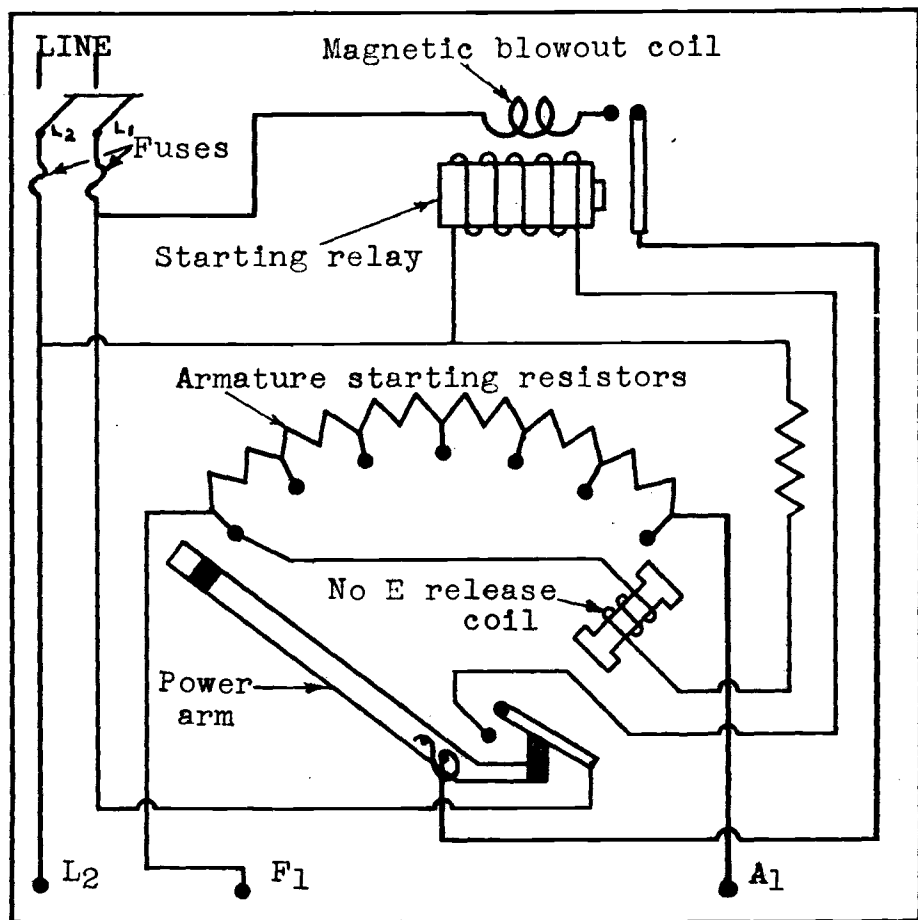 LINE
Magnetic blowout coil
L2 L1
Fuses
Starting relay
Armature starting resistors
No E release
coil
Power
arm
L2
F1
A1